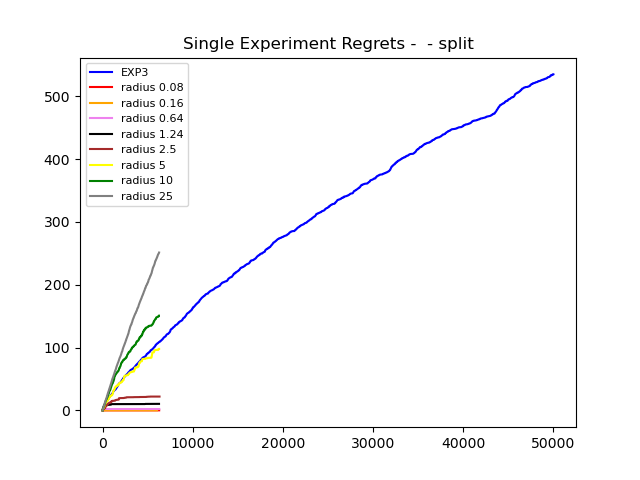 Single Experiment Regrets -  - split
EXP3
radius 0.08
radius 0.16
radius 0.64
radius 1.24
radius 2.5
radius 5
radius 10
radius 25
500
400
300
200
100
0
0 10000 20000 30000 40000 50000